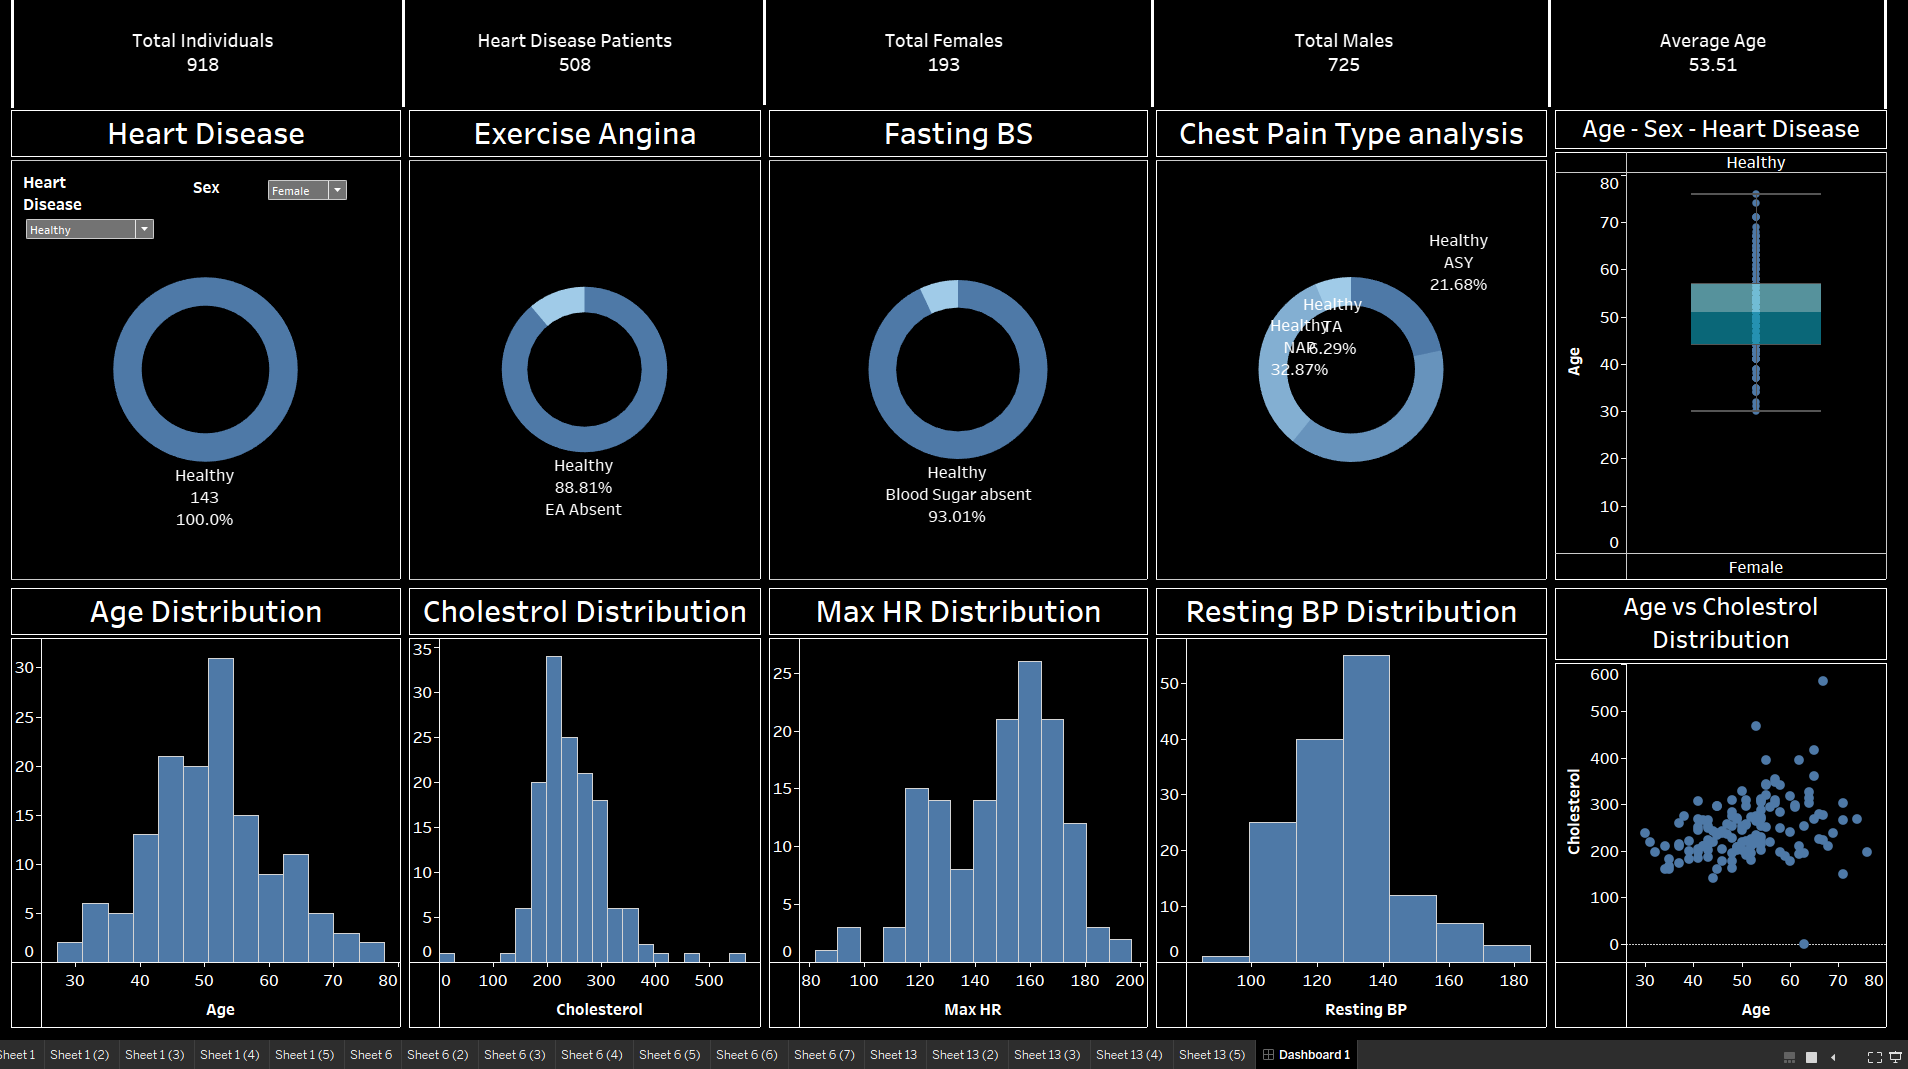 Total Individuals
918
Heart Disease Patients
508
Total Females
193
Total Males
725
Average Age
53.51
Heart Disease
Exercise Angina
Fasting BS
Chest Pain Type analysis
Age - Sex - Heart Disease
Heart
Disease
Healthy
Sex
Female
Healthy
143
100.0%
Healthy
88.81%
EA Absent
Healthy
Blood Sugar absent
93.01%
Healthy
ASY
21.68%
Healthy
TA
6.29%
Healthy
NAP
32.87%
Healthy
80
70
60
50
40
30
20
10
0
Age
Female
Age Distribution
30
25
20
15
10
5
0
30 40 50 60 70 80
Age
Cholestrol Distribution
35
30
25
20
15
10
5
0
0 100 200 300 400 500
Cholesterol
Max HR Distribution
25
20
15
10
5
0
80 100 120 140 160 180 200
Max HR
Resting BP Distribution
50
40
30
20
10
0
100 120 140 160 180
Resting BP
Age vs Cholestrol
Distribution
600
500
400
300
200
100
0
Cholesterol
30 40 50 60 70 80
Age
heet 1 Sheet 1 (2) Sheet 1 (3) Sheet 1 (4) Sheet 1 (5) Sheet 6 Sheet 6 (2) Sheet 6 (3) Sheet 6 (4) Sheet 6 (5) Sheet 6 (6) Sheet 6 (7) Sheet 13 Sheet 13 (2) Sheet 13 (3) Sheet 13 (4) Sheet 13 (5) Dashboard 1